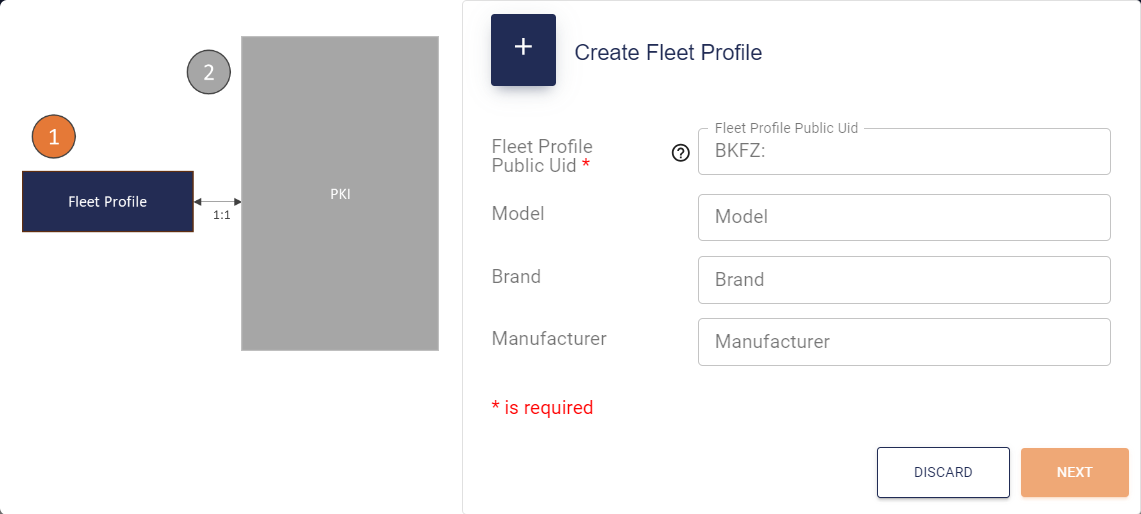 1
Fleet Profile
1:1
2
PKI
+
Create Fleet Profile
Fleet Profile
Public Uid *
?
Fleet Profile Public Uid
BKFZ:
Model
Model
Brand
Brand
Manufacturer
Manufacturer
* is required
DISCARD
NEXT